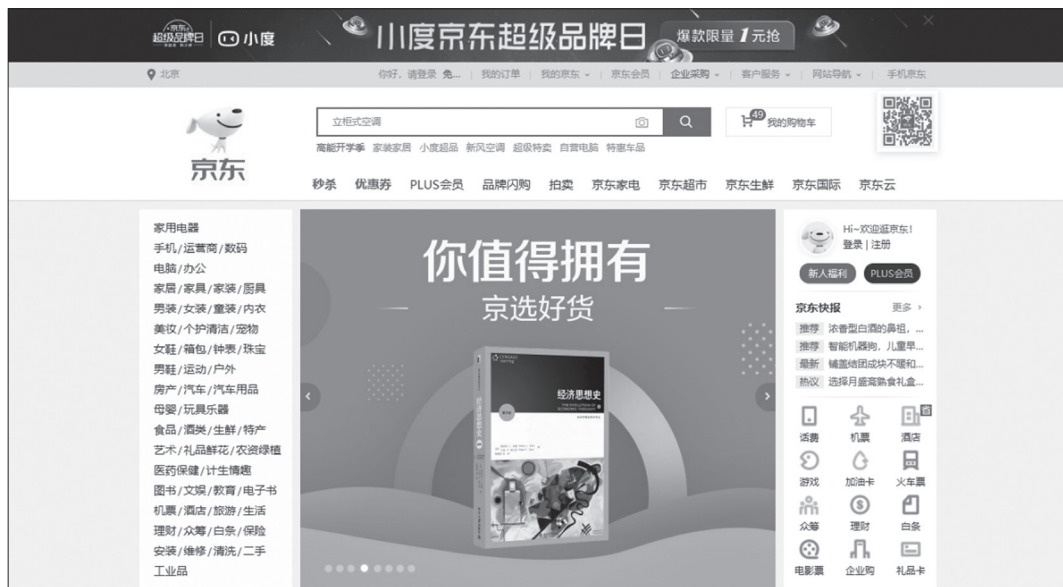 京东
超级品牌日 小度 小度京东超级品牌日 爆款限量1元抢
北京 你好，请登录 免... 我的订单 我的京东 京东会员 企业采购 客户服务 网站导航 手机京东
立柜式空调 49 我的购物车
高能开学季 家装家居 小度超品 新风空调 超级特卖 自营电脑 特惠车品
京东
秒杀 优惠券 PLUS会员 品牌闪购 拍卖 京东家电 京东超市 京东生鲜 京东国际 京东云
家用电器
手机/运营商/数码
电脑/办公
家居/家具/家装/厨具
男装/女装/童装/内衣
美妆/个护清洁/宠物
女鞋/箱包/钟表/珠宝
男鞋/运动/户外
房产/汽车/汽车用品
母婴/玩具乐器
食品/酒类/生鲜/特产
艺术/礼品鲜花/农资绿植
医药保健/计生情趣
图书/文娱/教育/电子书
机票/酒店/旅游/生活
理财/众筹/白条/保险
安装/维修/清洗/二手
工业品
你值得拥有
京选好货
CENGAGE
Learning
经济思想史
THE EVOLUTION OF
ECONOMIC THOUGHT
经济思想史
Hi~欢迎逛京东!
登录 | 注册
新人福利 PLUS会员
京东快报 更多
推荐 浓香型白酒的鼻祖，...
推荐 智能机器狗，儿童早...
最新 铺盖结团成块不暖和...
热议 选择月盛斋熟食礼盒...
话费 机票 酒店
游戏 加油卡 火车票
众筹 理财 白条
电影票 企业购 礼品卡